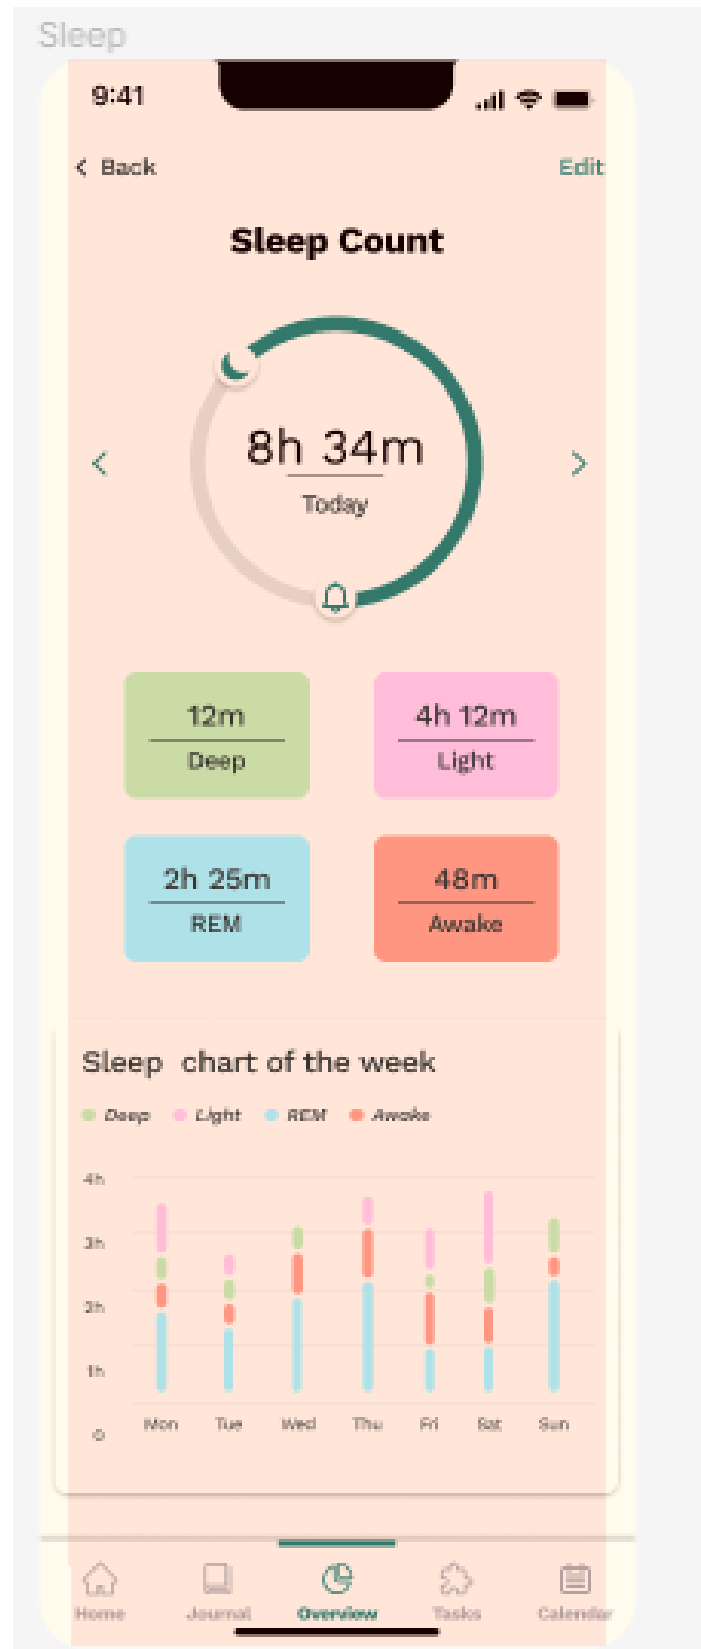 Sleep
9:41
< Back Edit
Sleep Count
8h 34m
Today
12m 4h 12m
Deep Light
2h 25m 48m
REM Awake
Sleep chart of the week
Deep Light REM Awake
4h
3h
2h
1h
0
Mon Tue Wed Thu Fri Sat Sun
Home Journal Overview Tasks Calendar